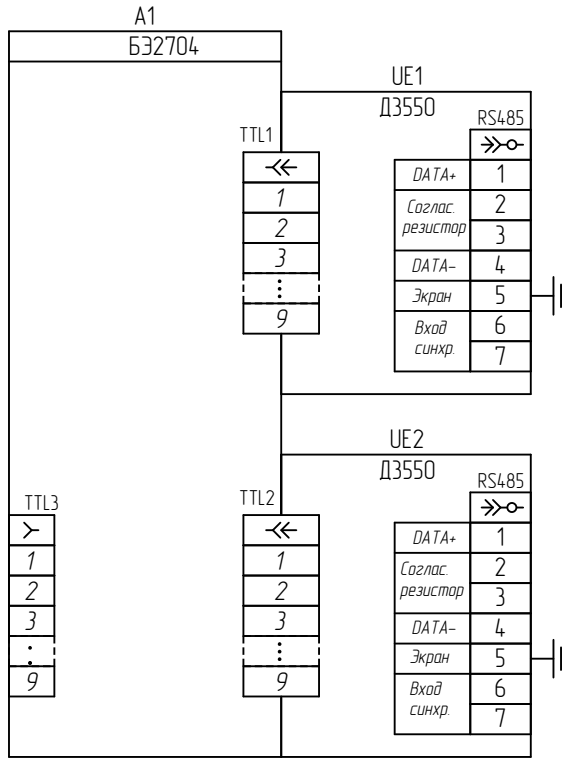 A1
БЭ2704
UE1
Д3550
RS485
TTL1
1
2
3
9
DATA+ 1
Соглас. 2
резистор 3
DATA– 4
Экран 5
Вход 6
синхр. 7
UE2
Д3550
RS485
TTL3
1
2
3
9
TTL2
1
2
3
9
DATA+ 1
Соглас. 2
резистор 3
DATA– 4
Экран 5
Вход 6
синхр. 7